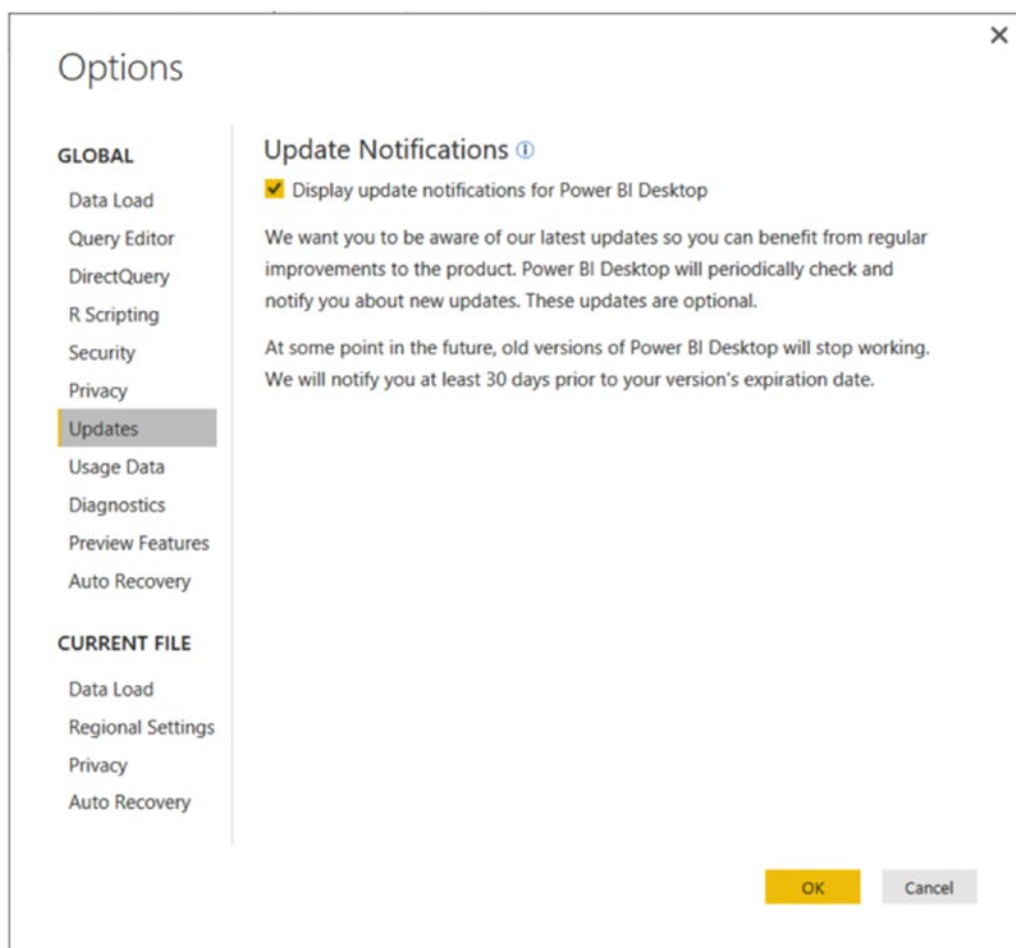 Options
GLOBAL
Data Load
Query Editor
DirectQuery
R Scripting
Security
Privacy
Updates
Usage Data
Diagnostics
Preview Features
Auto Recovery
CURRENT FILE
Data Load
Regional Settings
Privacy
Auto Recovery
Update Notifications
Display update notifications for Power BI Desktop
We want you to be aware of our latest updates so you can benefit from regular
improvements to the product. Power BI Desktop will periodically check and
notify you about new updates. These updates are optional.
At some point in the future, old versions of Power BI Desktop will stop working.
We will notify you at least 30 days prior to your version's expiration date.
OK
Cancel